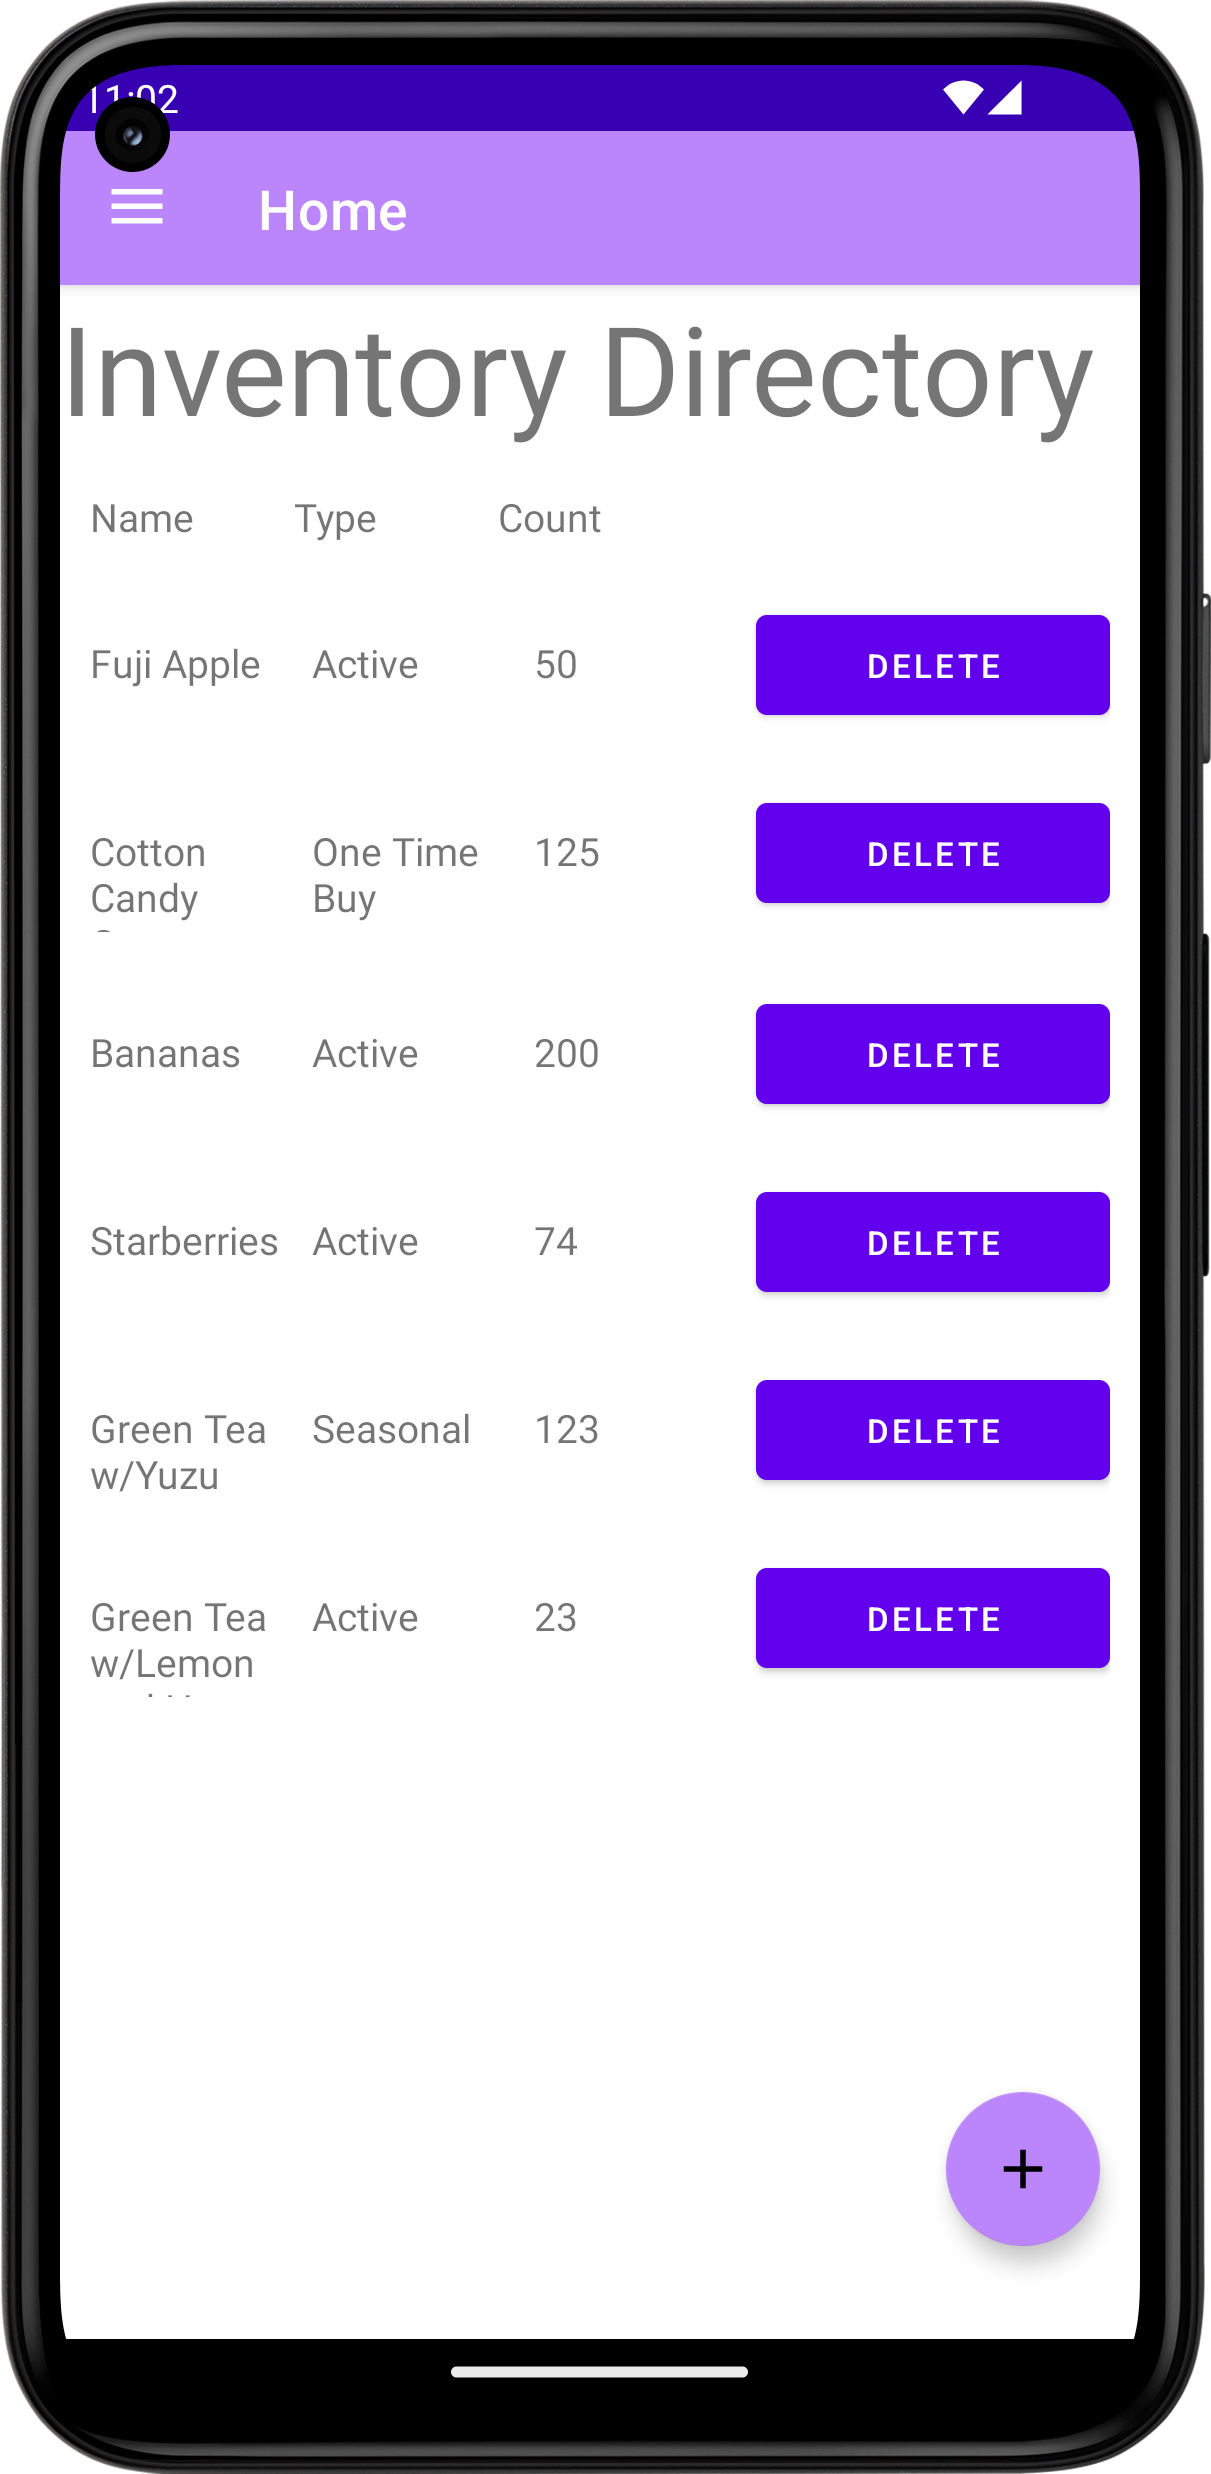 11:02
Home
Inventory Directory
Name Type Count
Fuji Apple Active 50 DELETE
Cotton One Time 125 DELETE
Candy Buy
Bananas Active 200 DELETE
Starberries Active 74 DELETE
Green Tea Seasonal 123 DELETE
w/Yuzu
Green Tea Active 23 DELETE
w/Lemon